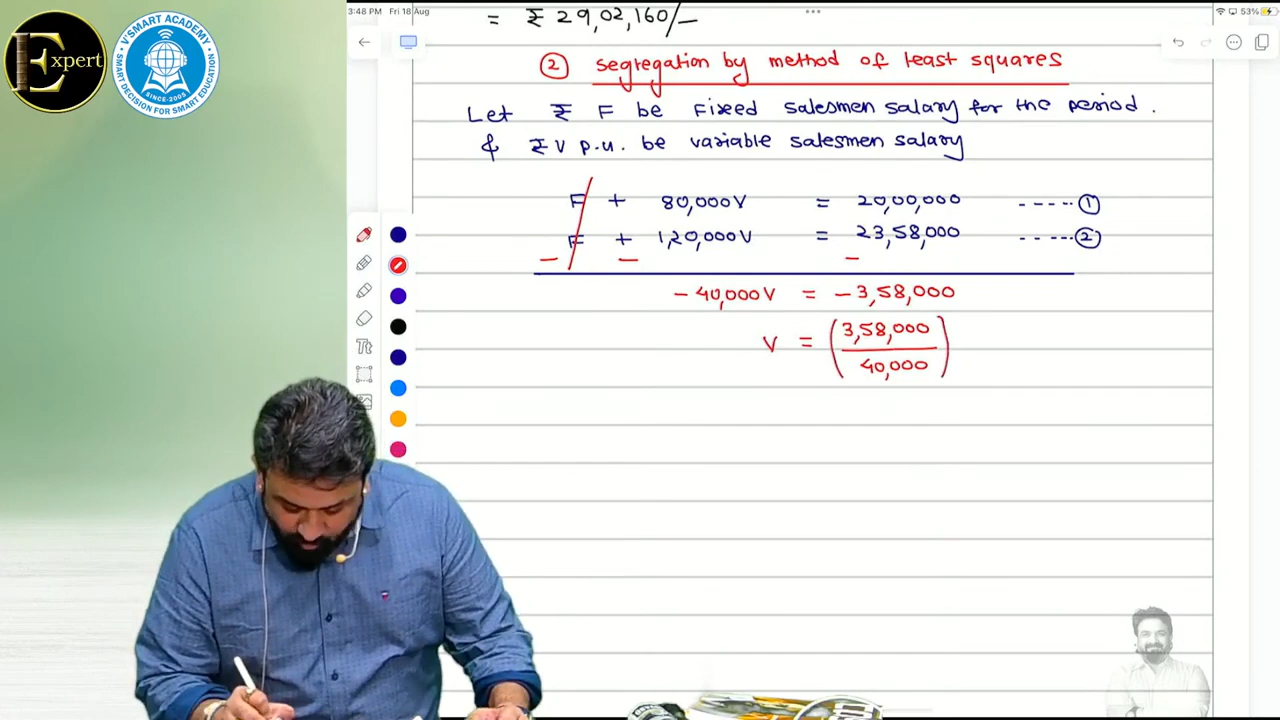 3:48 PM Fri 18 Aug
53%
Expert
V'SMART ACADEMY
SINCE-2005
SMART DECISION FOR SMART EDUCATION
= ₹ 29,02,160/-
② segregation by method of least squares
Let ₹ F be Fixed salesmen salary for the period.
& ₹ V p.u. be variable salesmen salary
F + 80,000V = 20,00,000 ----- ①
F + 1,20,000V = 23,58,000 ----- ②
- - -
- 40,000V = - 3,58,000
V = (3,58,000
40,000)
Tt